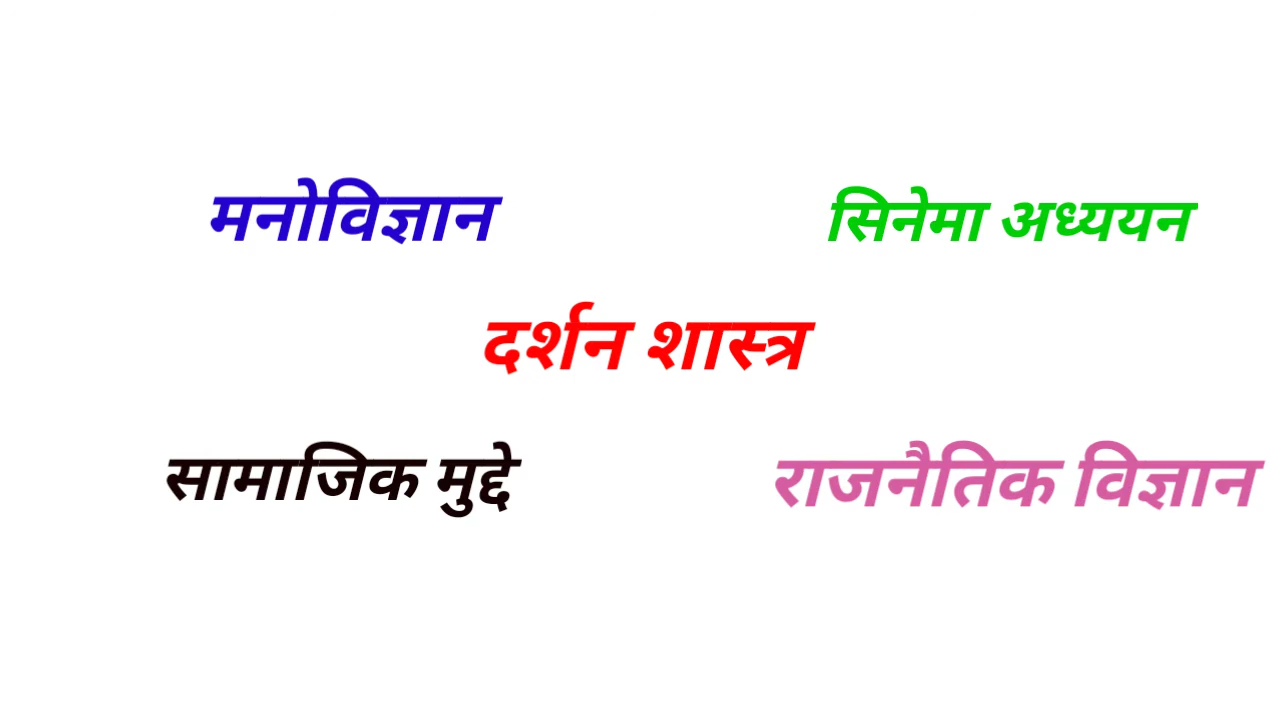 मनोविज्ञान
सिनेमा अध्ययन
दर्शन शास्त्र
सामाजिक मुद्दे
राजनैतिक विज्ञान